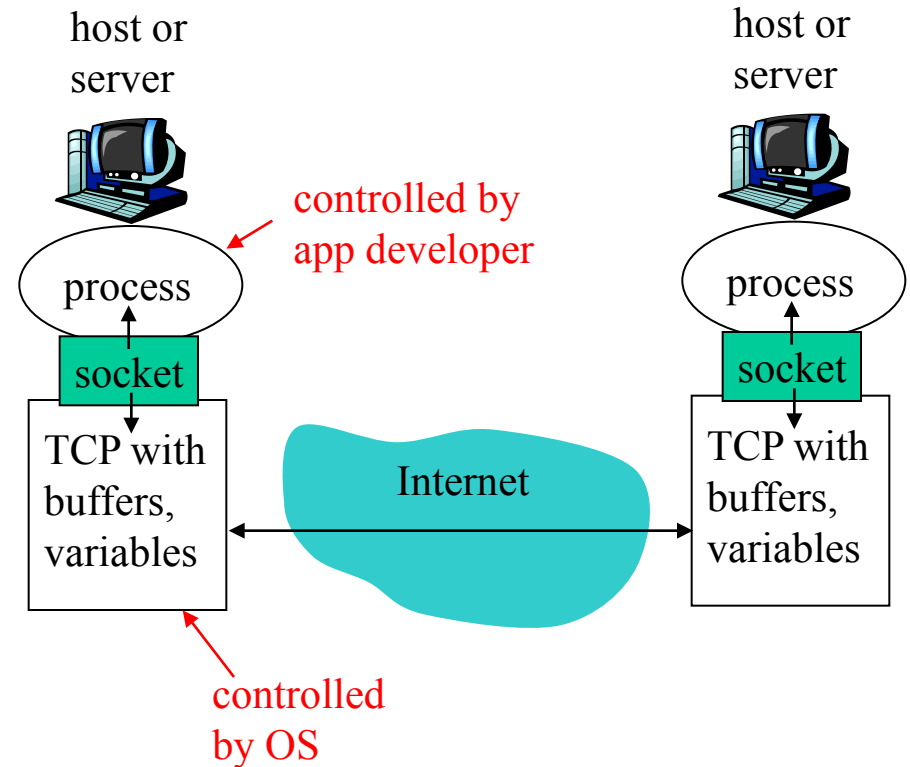 host or
server
host or
server
controlled by
app developer
process
process
socket
socket
TCP with
buffers,
variables
Internet
TCP with
buffers,
variables
controlled
by OS